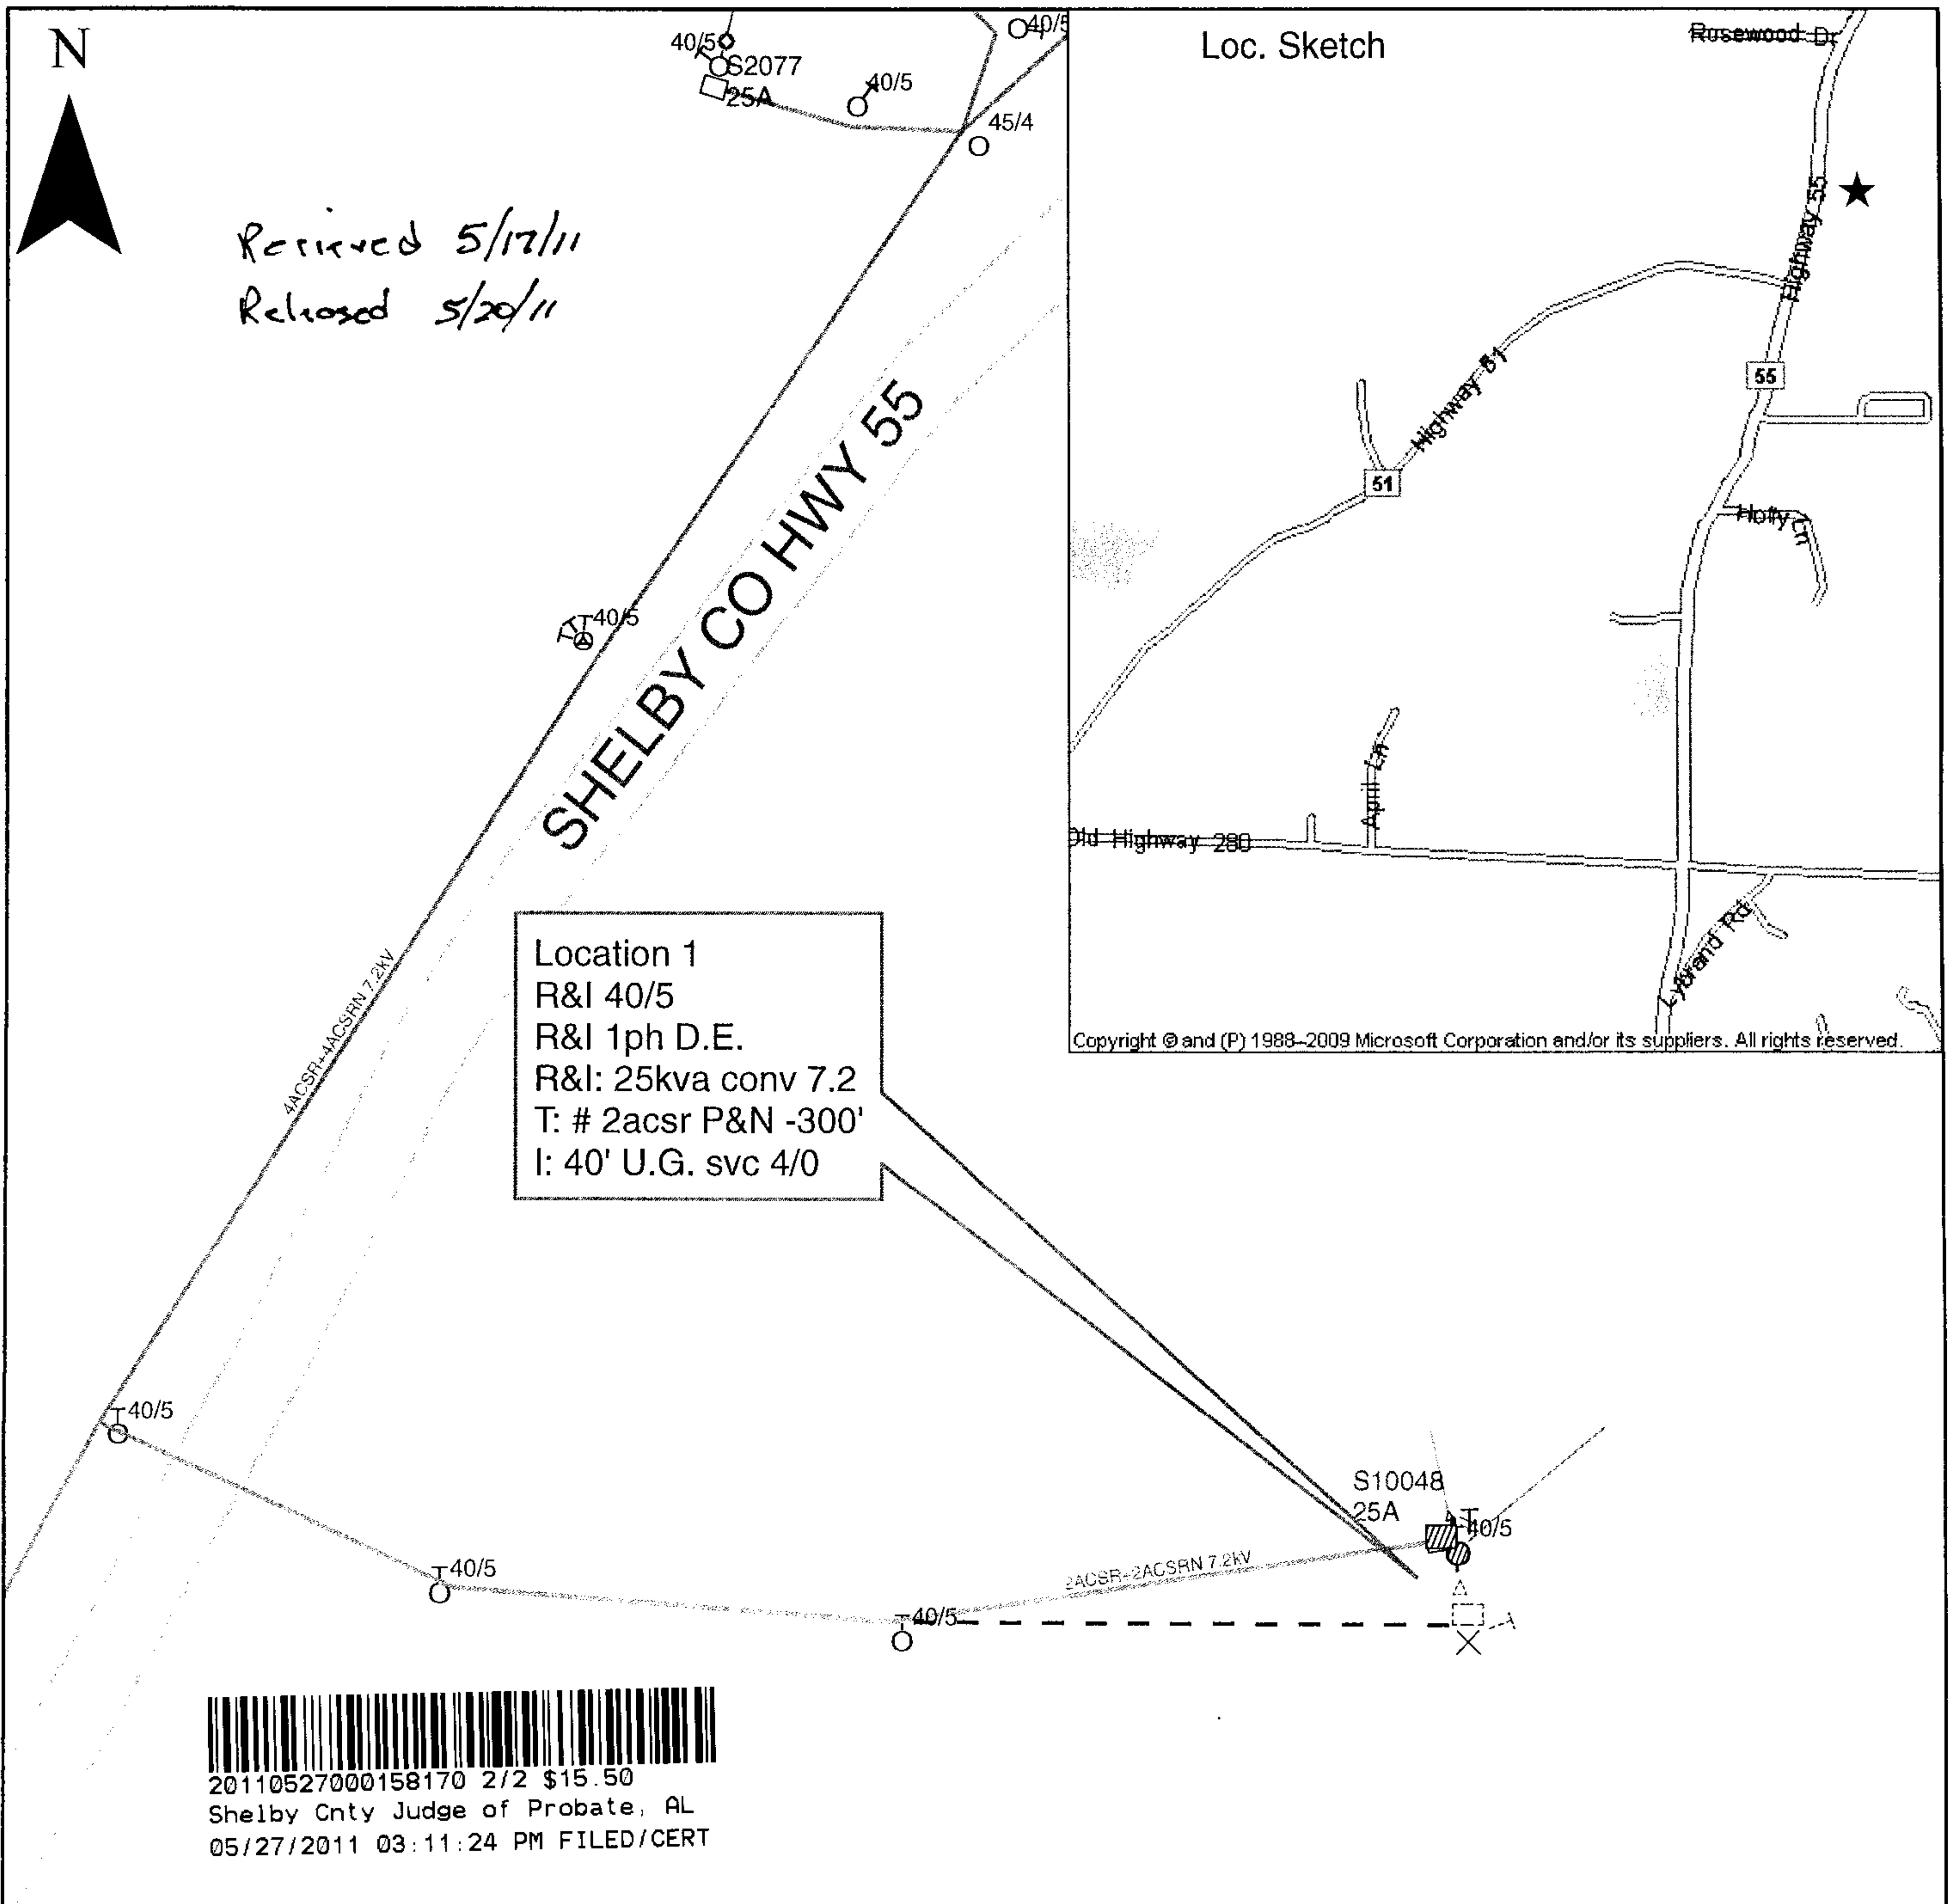 N
40/5
S2077
25A
40/5
40/5
45/4
Recieved 5/17/11
Released 5/20/11
T 40/5
SHELBY CO HWY 55
4ACSR+4ACSRN 7.2kV
Location 1
R&I 40/5
R&I 1ph D.E.
R&I: 25kva conv 7.2
T: # 2acsr P&N -300'
I: 40' U.G. svc 4/0
40/5
40/5
40/5
2ACSR-2ACSRN 7.2kV
S10048
25A
40/5
Loc. Sketch
Rosewood Dr
Highway 55
Highway 51
55
51
Holly Ln
April Ln
Old Highway 280
Lybrand Rd
Copyright © and (P) 1988–2009 Microsoft Corporation and/or its suppliers. All rights reserved.
20110527000158170 2/2 $15.50
Shelby Cnty Judge of Probate, AL
05/27/2011 03:11:24 PM FILED/CERT